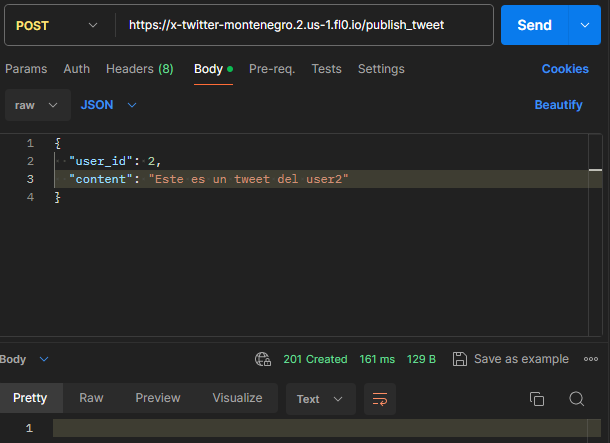 POST https://x-twitter-montenegro.2.us-1.fl0.io/publish_tweet Send
Params Auth Headers (8) Body Pre-req. Tests Settings Cookies
raw JSON Beautify
1 {
2 "user_id": 2,
3 "content": "Este es un tweet del user2"
4 }
Body 201 Created 161 ms 129 B Save as example
Pretty Raw Preview Visualize Text
1